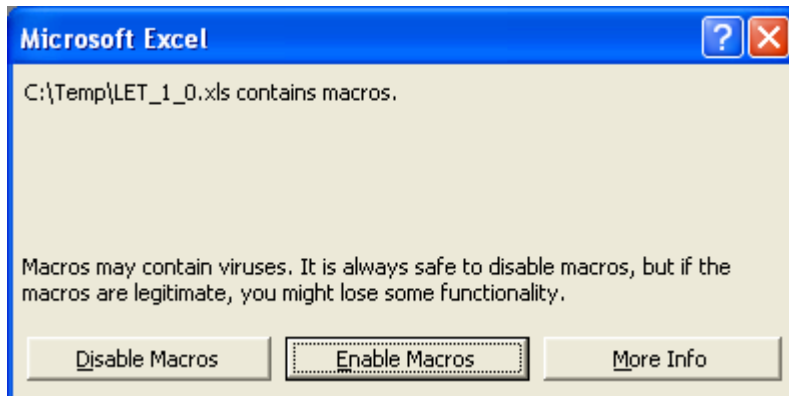 Microsoft Excel
C:\Temp\LET_1_0.xls contains macros.
Macros may contain viruses. It is always safe to disable macros, but if the
macros are legitimate, you might lose some functionality.
Disable Macros Enable Macros More Info